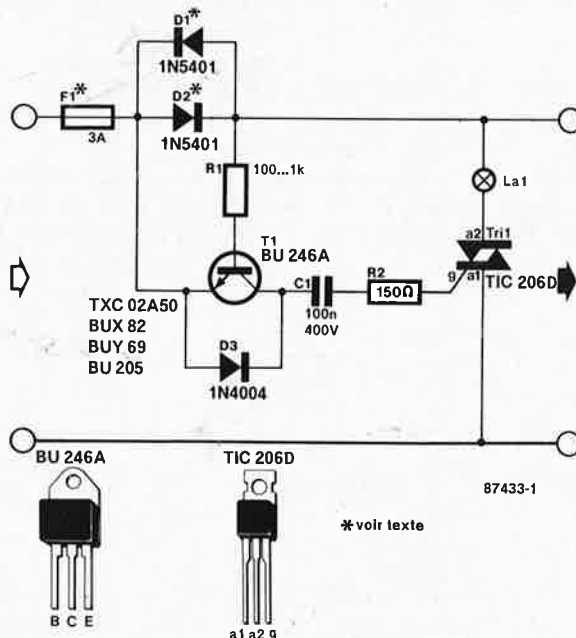 D1*
1N5401
F1*
3A
D2*
1N5401
R1
100...1k
La1
T1
BU 246A
a2 Tri1
g a1
TIC 206D
C1
100n
400V
R2
150Ω
TXC 02A50
BUX 82
BUY 69
BU 205
D3
1N4004
BU 246A
TIC 206D
87433-1
*voir texte
B C E
a1 a2 g